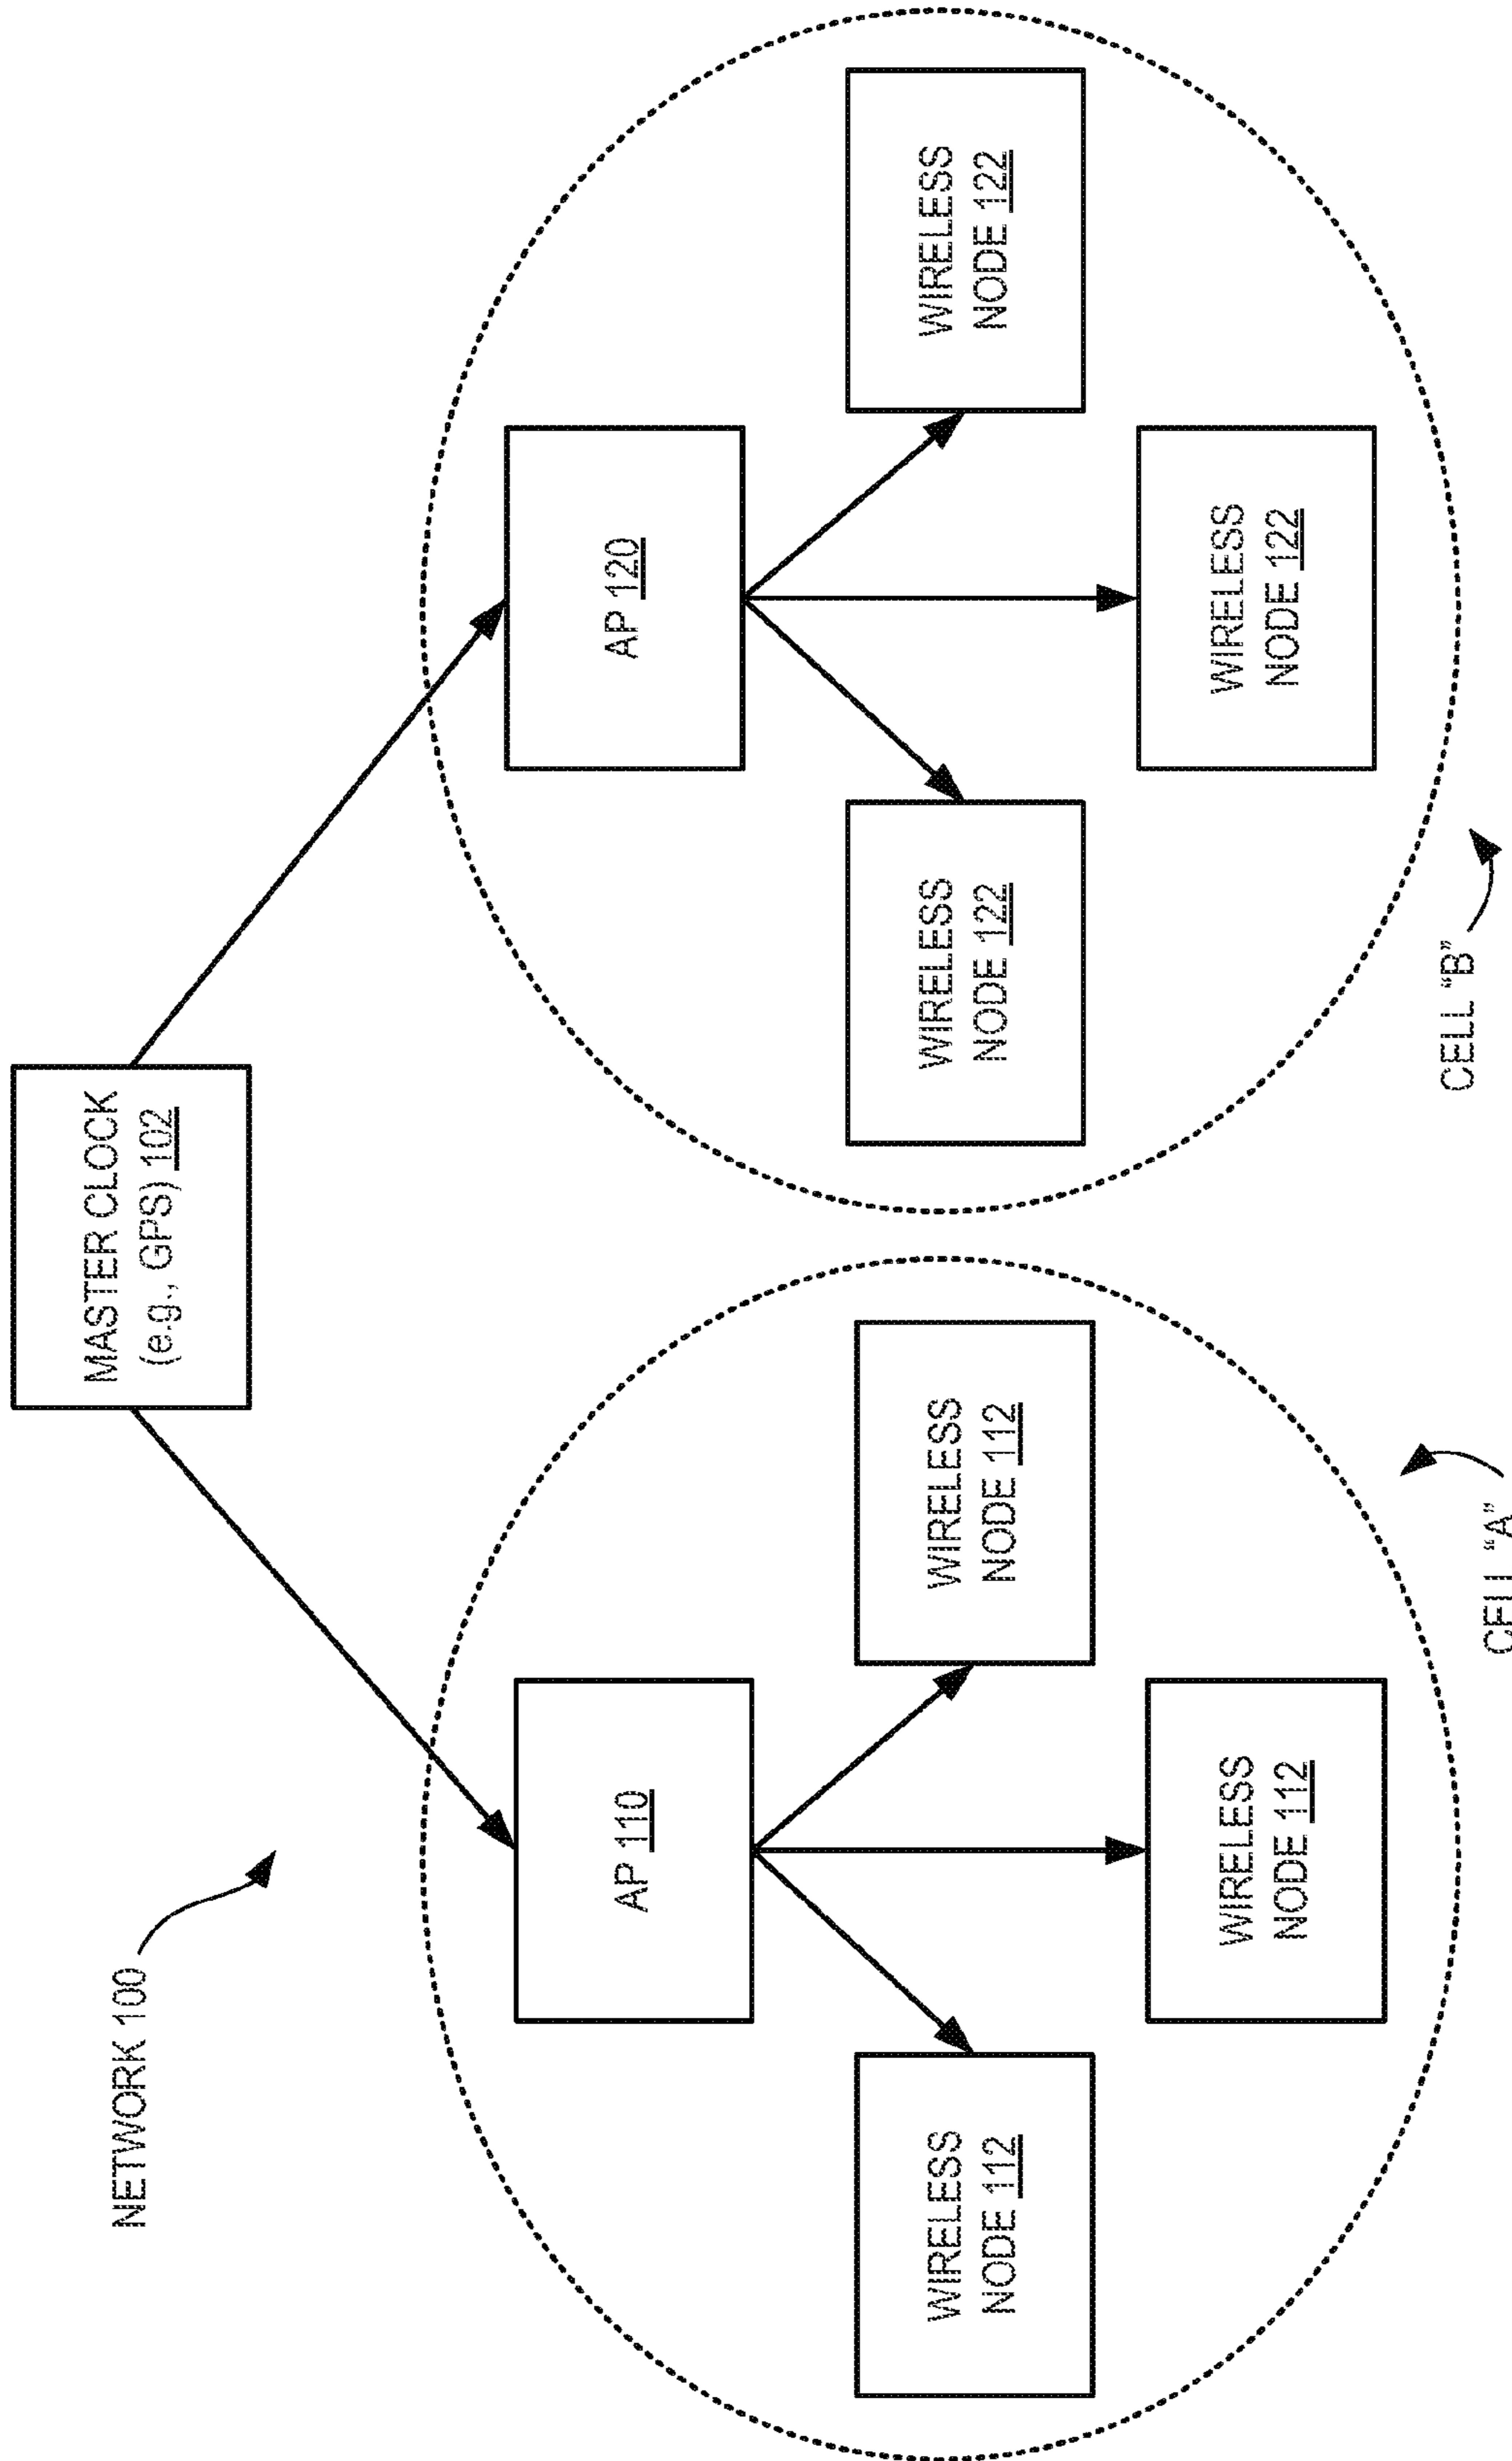 NETWORK 100
MASTER CLOCK
(e.g., GPS) 102
AP 110
WIRELESS
NODE 112
WIRELESS
NODE 112
WIRELESS
NODE 112
CELL “A”
AP 120
WIRELESS
NODE 122
WIRELESS
NODE 122
WIRELESS
NODE 122
CELL “B”